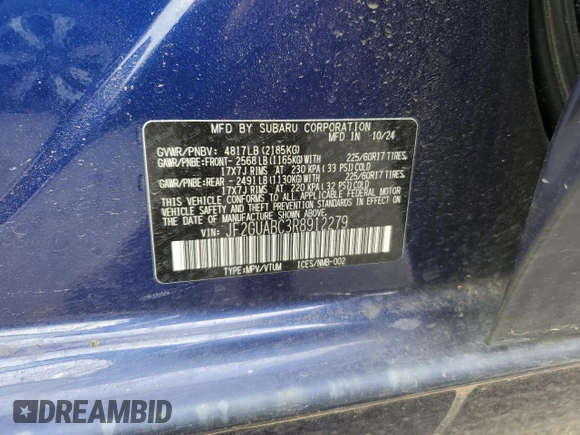 MFD BY SUBARU CORPORATION
MFD IN 10/24
GVWR/PNBV: 4817LB (2185KG)
GAWR/PNBE:FRONT-2568LB(1165KG)WITH 225/60R17 TIRES,
17X7J RIMS AT 230 KPA( 33 PSI)COLD
GAWR/PNBE:REAR -2491LB(1130KG)WITH 225/60R17 TIRES,
17X7J RIMS AT 220 KPA( 32 PSI)COLD
THIS VEHICLE CONFORMS TO ALL APPLICABLE FEDERAL MOTOR
VEHICLE SAFETY, BUMPER, AND THEFT PREVENTION STANDARDS
IN EFFECT ON THE DATE OF MANUFACTURE SHOWN ABOVE.
VIN: JF2GUABC3R8912279
TYPE:MPV/VTUM ICES/NMB-002
DREAMBID